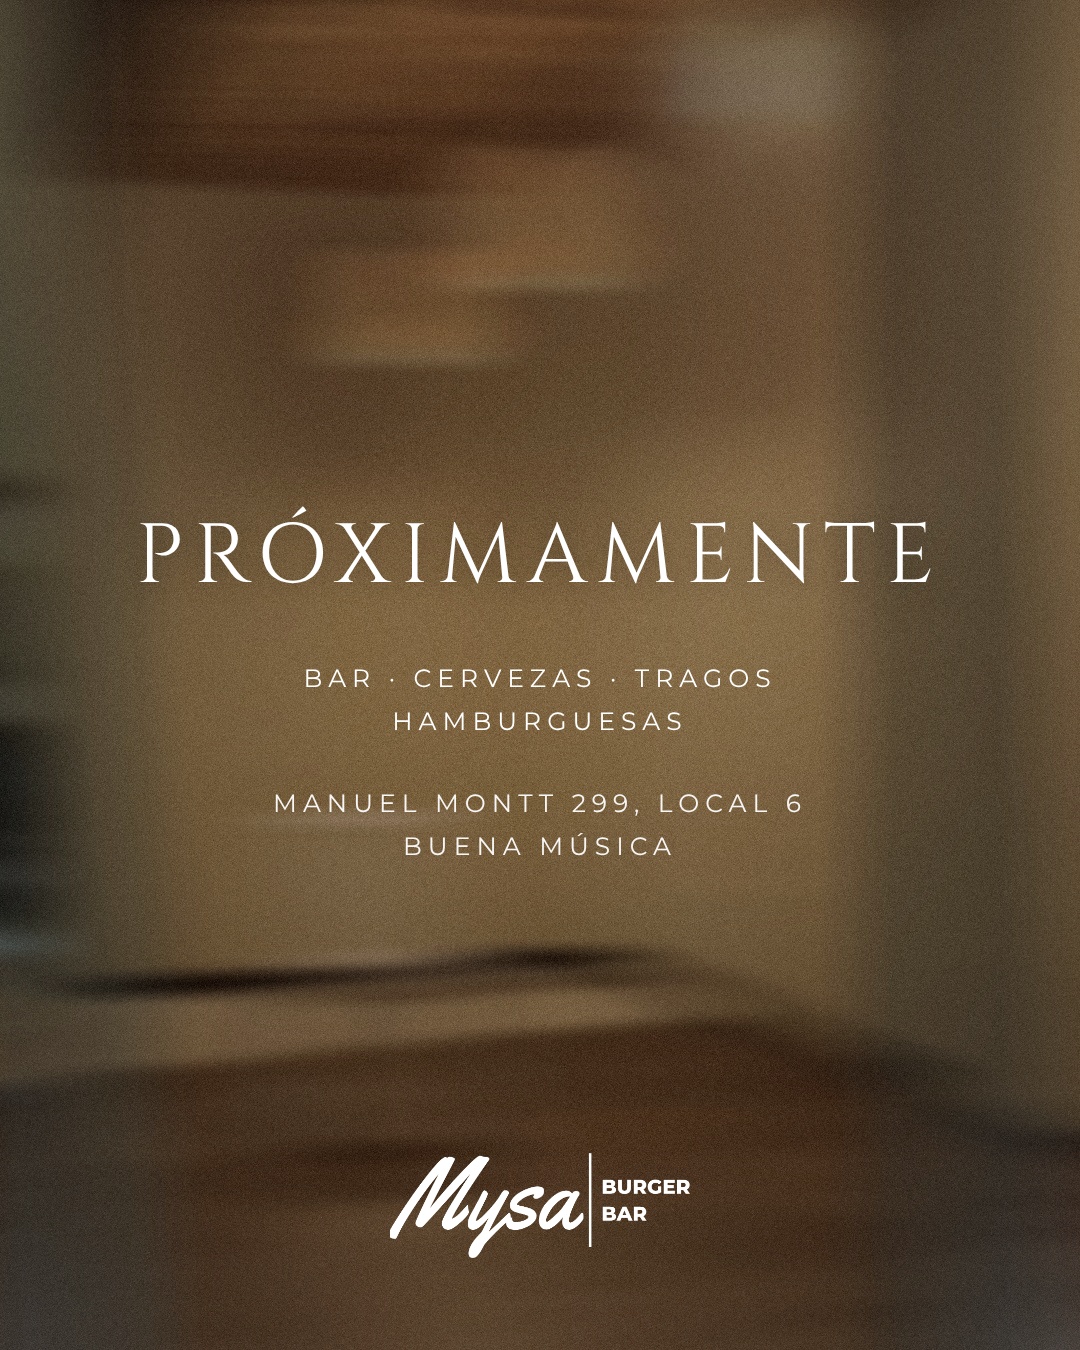 PRÓXIMAMENTE
BAR · CERVEZAS · TRAGOS
HAMBURGUESAS
MANUEL MONTT 299, LOCAL 6
BUENA MÚSICA
Mysa
BURGER
BAR